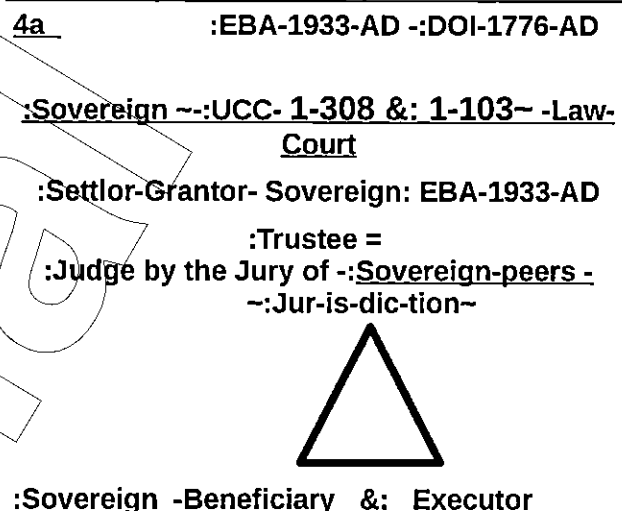 4a :EBA-1933-AD -:DOI-1776-AD
:Sovereign ~-:UCC- 1-308 &: 1-103~ -Law-
Court
:Settlor-Grantor- Sovereign: EBA-1933-AD
:Trustee =
:Judge by the Jury of -:Sovereign-peers -
~:Jur-is-dic-tion~
:Sovereign -Beneficiary &: Executor